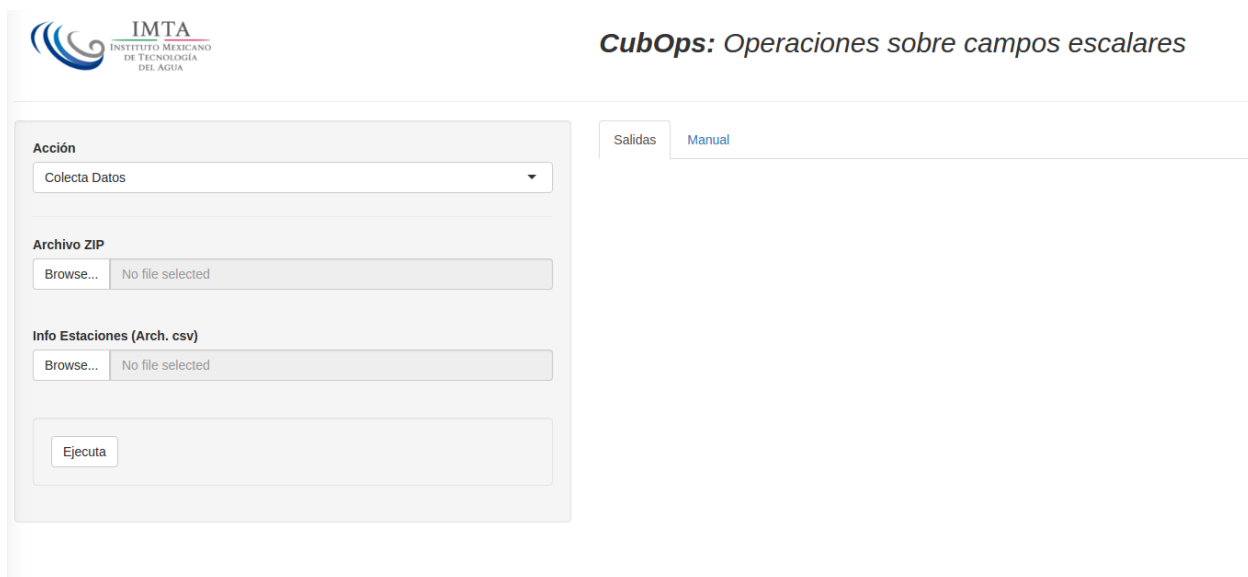 IMTA
INSTITUTO MEXICANO
DE TECNOLOGÍA
DEL AGUA
CubOps: Operaciones sobre campos escalares
Acción
Colecta Datos
Archivo ZIP
Browse... No file selected
Info Estaciones (Arch. csv)
Browse... No file selected
Ejecuta
Salidas Manual